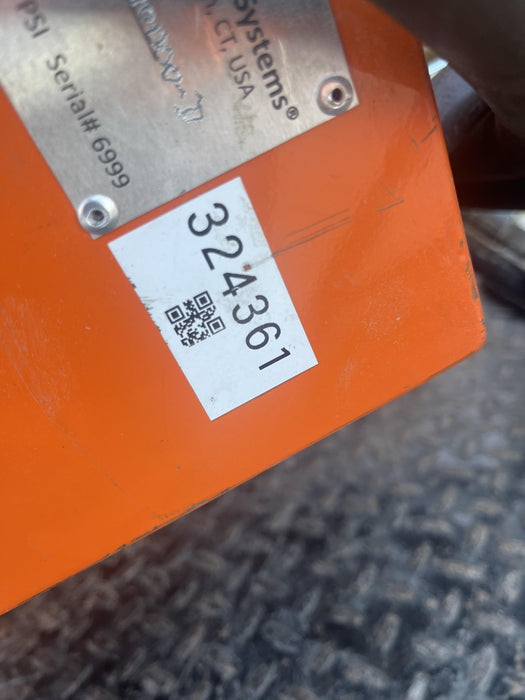 Systems®
, CT, USA
PSI Serial# 6999
324361